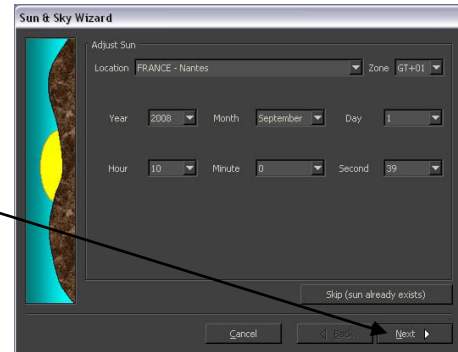 Sun & Sky Wizard
Adjust Sun
Location FRANCE - Nantes Zone GT+01
Year 2008 Month September Day 1
Hour 10 Minute 0 Second 39
Skip (sun already exists)
Cancel Back Next